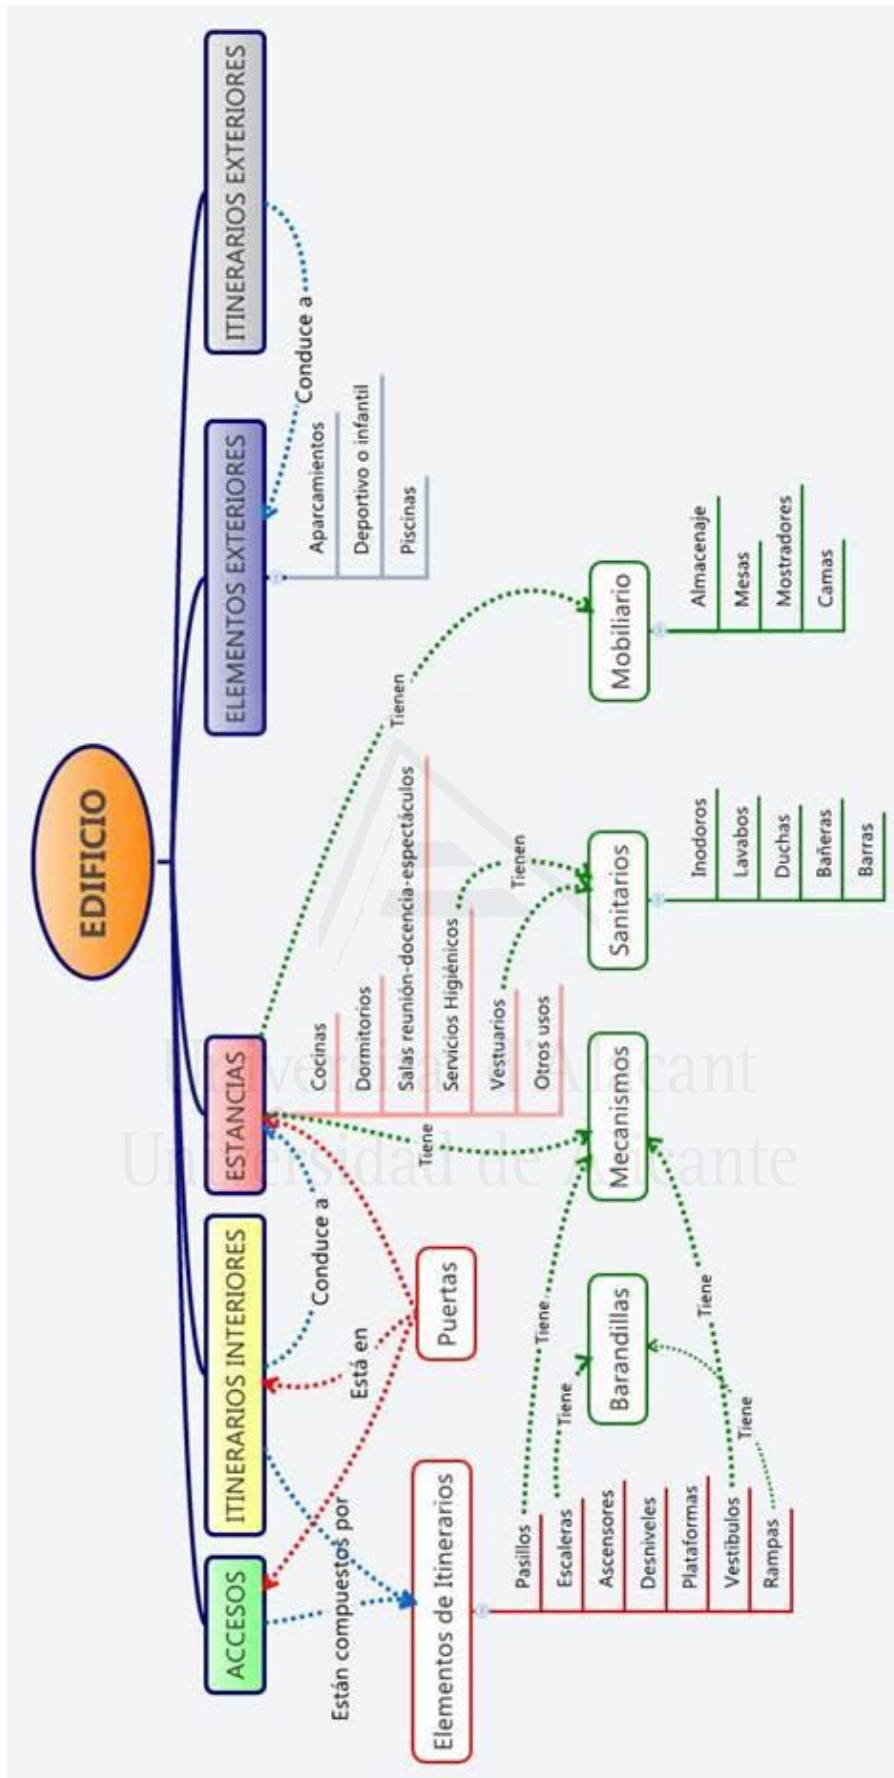 EDIFICIO
ACCESOS
ITINERARIOS INTERIORES
ESTANCIAS
ELEMENTOS EXTERIORES
ITINERARIOS EXTERIORES
Están compuestos por
Está en
Conduce a
Conduce a
Elementos de Itinerarios
Pasillos
Escaleras
Ascensores
Desniveles
Plataformas
Vestibulos
Rampas
Puertas
Cocinas
Dormitorios
Salas reunión-docencia-espectáculos
Servicios Higiénicos
Vestuarios
Otros usos
Aparcamientos
Deportivo o infantil
Piscinas
Tiene
Tiene
Tiene
Tiene
Tiene
Tienen
Tienen
Barandillas
Mecanismos
Sanitarios
Inodoros
Lavabos
Duchas
Bañeras
Barras
Mobiliario
Almacenaje
Mesas
Mostradores
Camas
Universitat d'Alacant
Universidad de Alicante